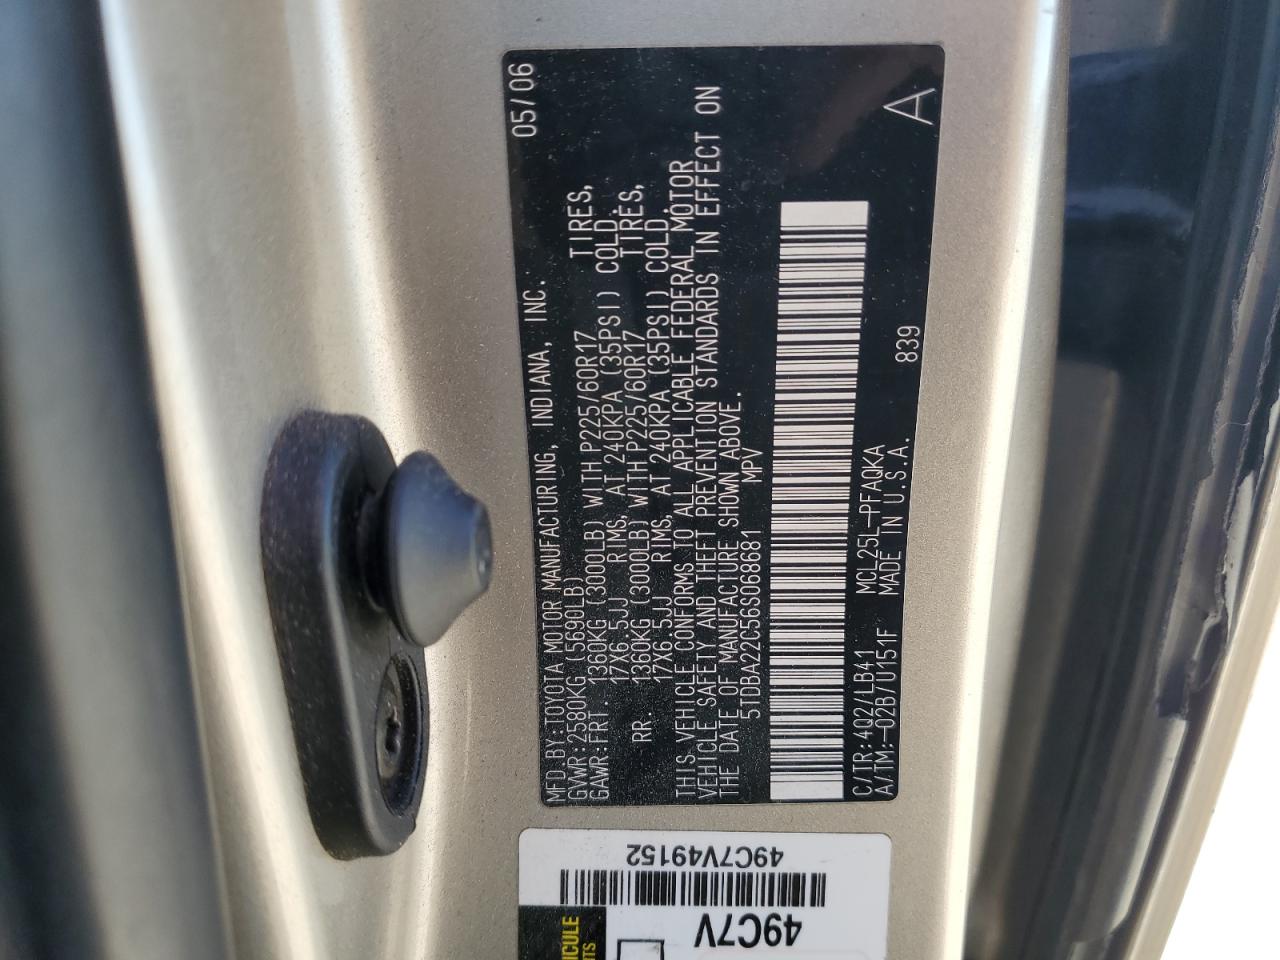 MFD.BY:TOYOTA MOTOR MANUFACTURING, INDIANA, INC. 05/06
GVWR:2580KG(5690LB)
GAWR:FRT. 1360KG (3000LB) WITH P225/60R17 TIRES,
17X6.5JJ RIMS, AT 240KPA (35PSI) COLD.
RR. 1360KG (3000LB) WITH P225/60R17 TIRES,
17X6.5JJ RIMS, AT 240KPA (35PSI) COLD.
THIS VEHICLE CONFORMS TO ALL APPLICABLE FEDERAL MOTOR
VEHICLE SAFETY AND THEFT PREVENTION STANDARDS IN EFFECT ON
THE DATE OF MANUFACTURE SHOWN ABOVE.
5TDBA22C56S068681 MPV
A
C/TR:4Q2/LB41 MCL25L-PFAQKA 839
A/TM:-02B/U151F MADE IN U.S.A.
49C7V49152
49C7V